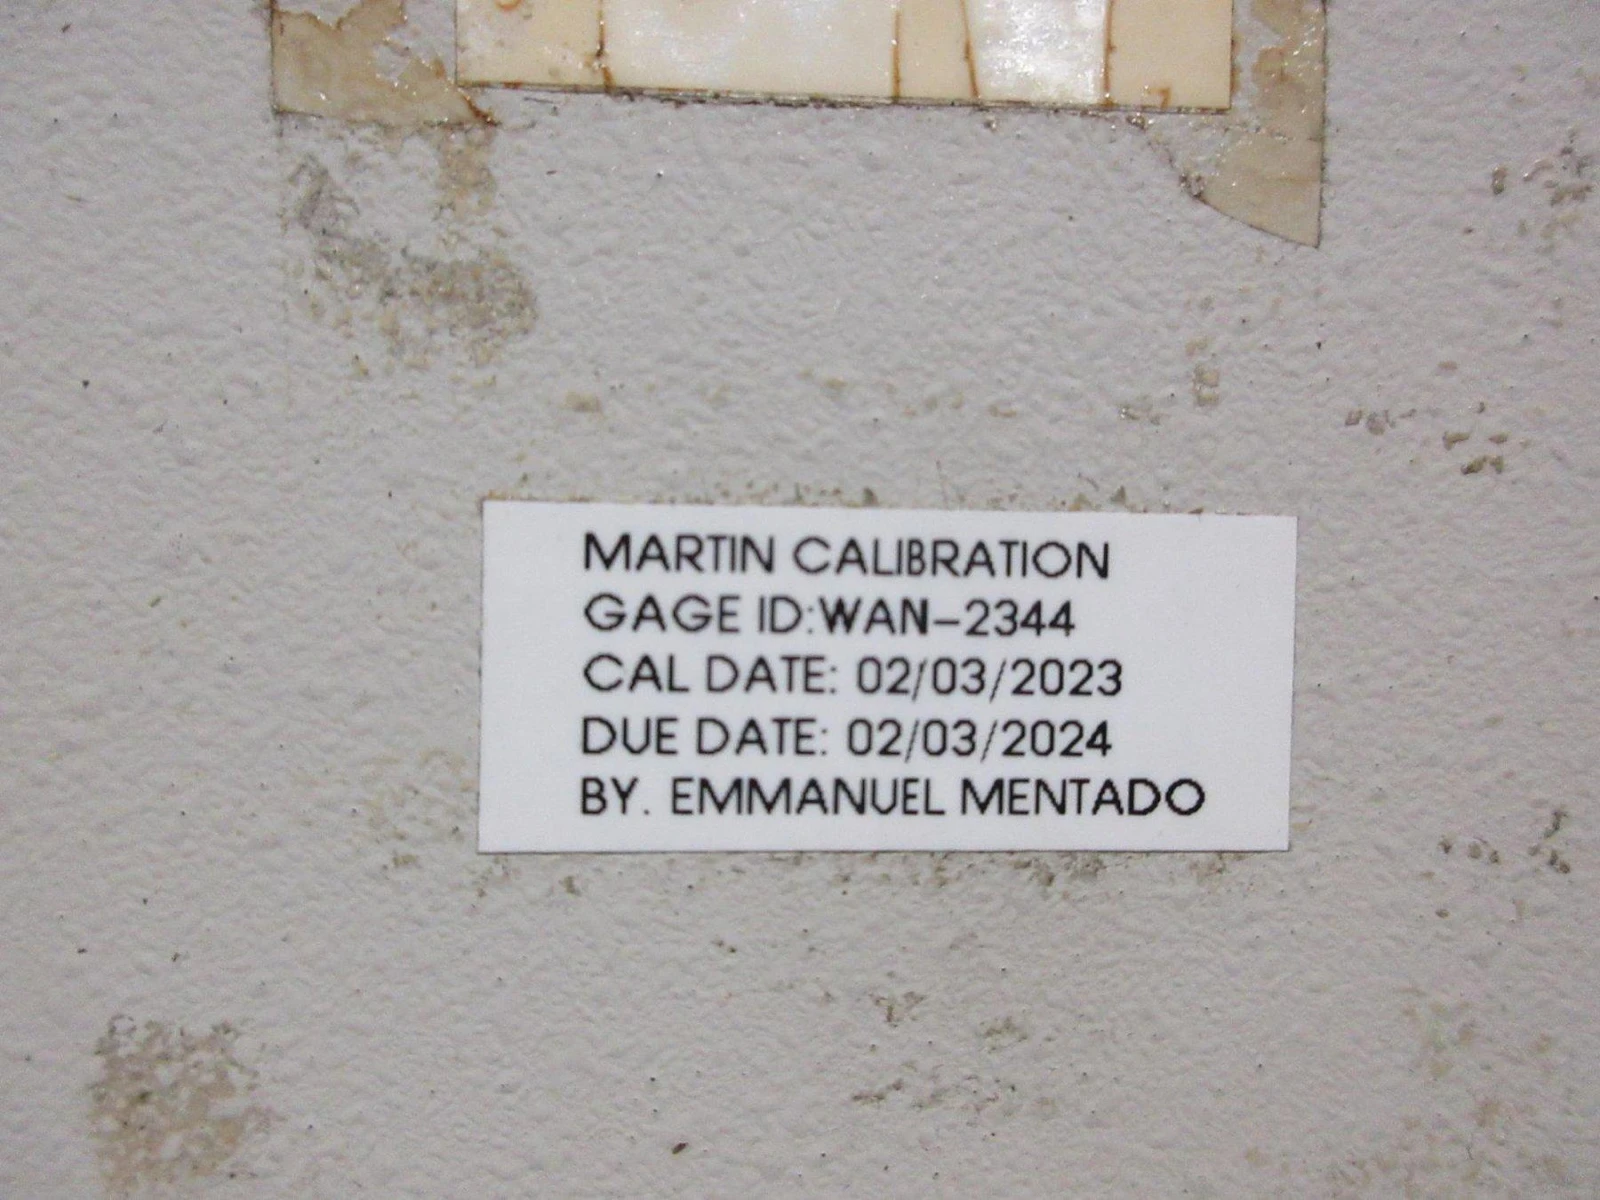 MARTIN CALIBRATION
GAGE ID:WAN-2344
CAL DATE: 02/03/2023
DUE DATE: 02/03/2024
BY. EMMANUEL MENTADO